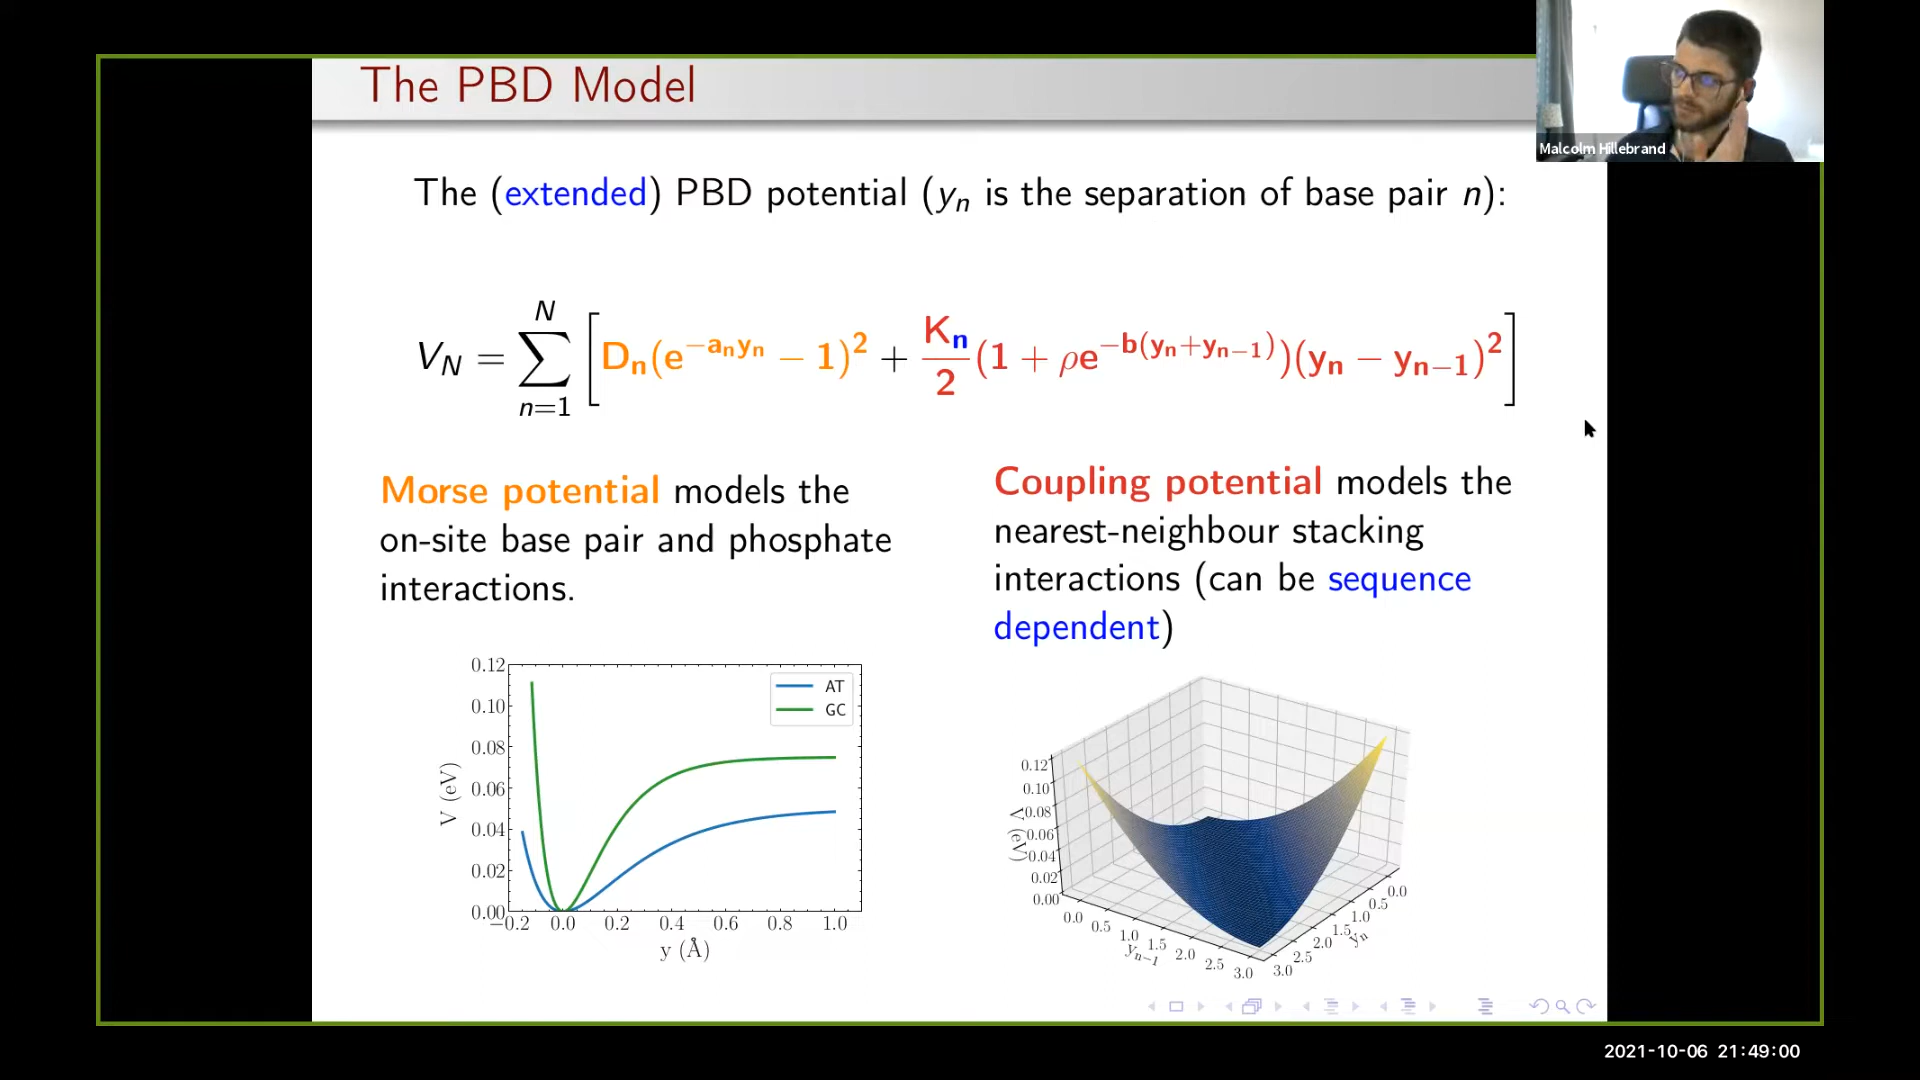 The PBD Model
Malcolm Hillebrand
The (extended) PBD potential (yn is the separation of base pair n):
V_N = \sum_{n=1}^{N} [ D_n(e^{-a_n y_n} − 1)^2 + \frac{K_n}{2}(1 + ρe^{-b(y_n+y_{n−1})})(y_n − y_{n−1})^2 ]
Morse potential models the
on-site base pair and phosphate
interactions.
Coupling potential models the
nearest-neighbour stacking
interactions (can be sequence
dependent)
0.12
0.10
0.08
0.06
0.04
0.02
0.00
V (eV)
AT
GC
−0.2 0.0 0.2 0.4 0.6 0.8 1.0
y (Å)
0.12
0.10
0.08
0.06
0.04
0.02
0.00
V (eV)
0.0 0.5 1.0 1.5 2.0 2.5 3.0
y_{n−1}
0.0 0.5 1.0 1.5 2.0 2.5 3.0
y_n
2021-10-06 21:49:00